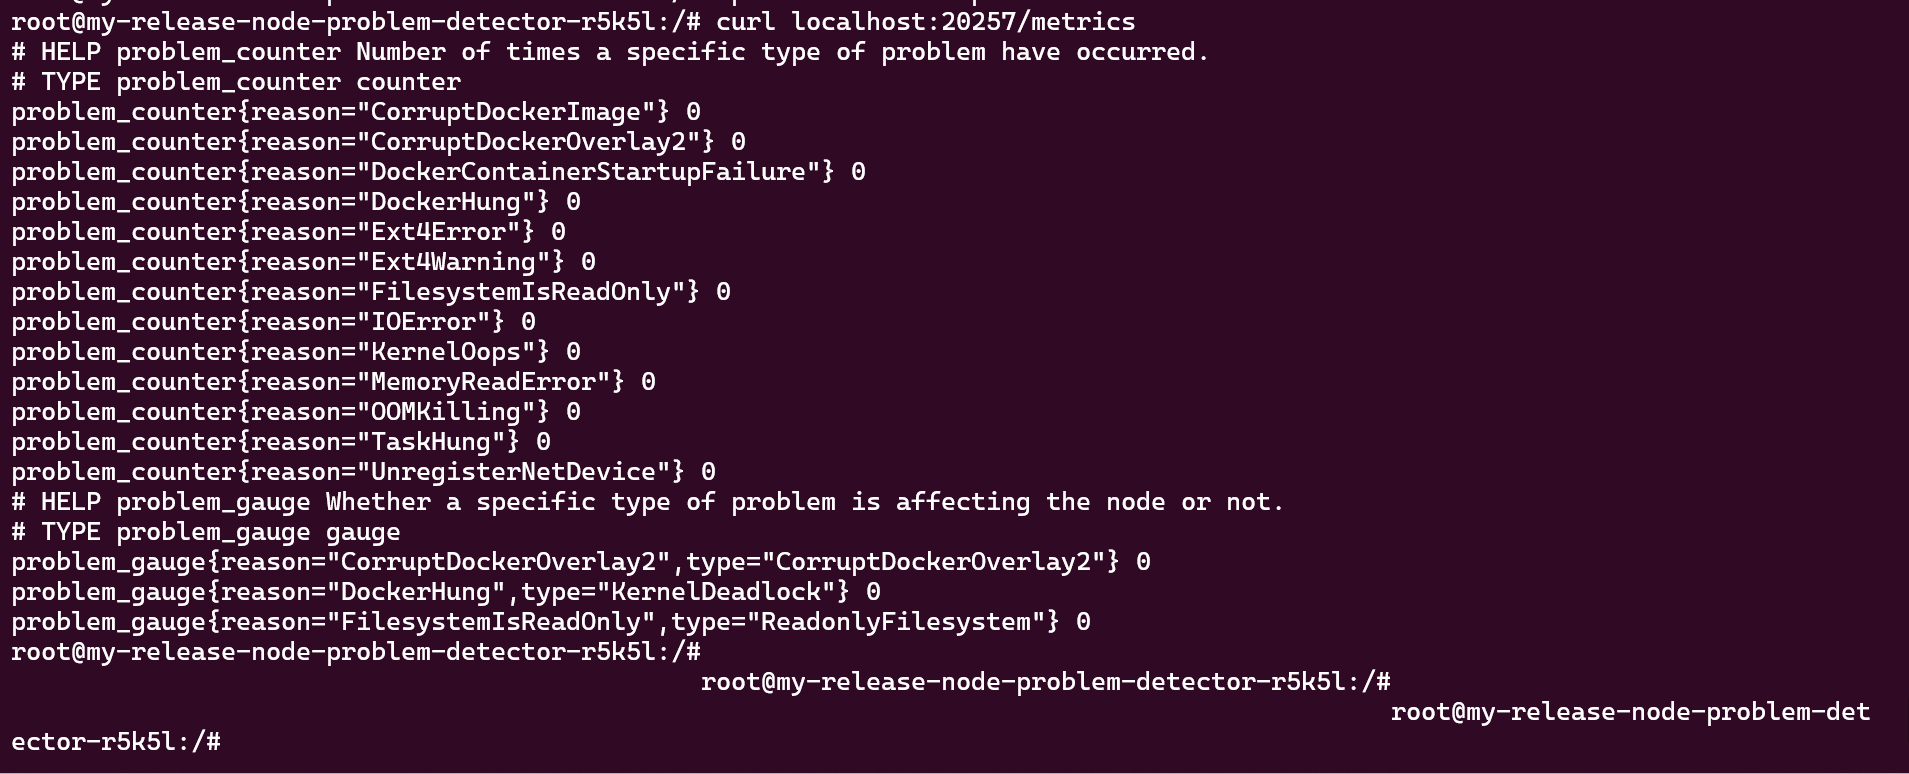 root@my-release-node-problem-detector-r5k5l:/# curl localhost:20257/metrics
# HELP problem_counter Number of times a specific type of problem have occurred.
# TYPE problem_counter counter
problem_counter{reason="CorruptDockerImage"} 0
problem_counter{reason="CorruptDockerOverlay2"} 0
problem_counter{reason="DockerContainerStartupFailure"} 0
problem_counter{reason="DockerHung"} 0
problem_counter{reason="Ext4Error"} 0
problem_counter{reason="Ext4Warning"} 0
problem_counter{reason="FilesystemIsReadOnly"} 0
problem_counter{reason="IOError"} 0
problem_counter{reason="KernelOops"} 0
problem_counter{reason="MemoryReadError"} 0
problem_counter{reason="OOMKilling"} 0
problem_counter{reason="TaskHung"} 0
problem_counter{reason="UnregisterNetDevice"} 0
# HELP problem_gauge Whether a specific type of problem is affecting the node or not.
# TYPE problem_gauge gauge
problem_gauge{reason="CorruptDockerOverlay2",type="CorruptDockerOverlay2"} 0
problem_gauge{reason="DockerHung",type="KernelDeadlock"} 0
problem_gauge{reason="FilesystemIsReadOnly",type="ReadonlyFilesystem"} 0
root@my-release-node-problem-detector-r5k5l:/#
root@my-release-node-problem-detector-r5k5l:/#
root@my-release-node-problem-det
ector-r5k5l:/#